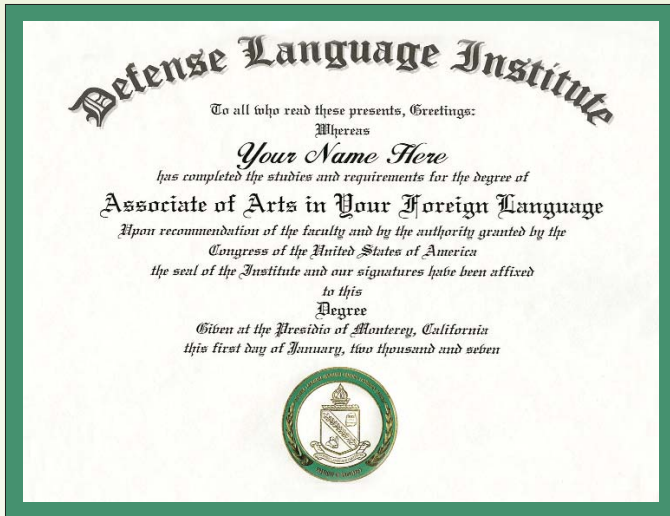 Defense Language Institute
To all who read these presents, Greetings:
Whereas
Your Name Here
has completed the studies and requirements for the degree of
Associate of Arts in Your Foreign Language
Upon recommendation of the faculty and by the authority granted by the
Congress of the United States of America
the seal of the Institute and our signatures have been affixed
to this
Degree
Given at the Presidio of Monterey, California
this first day of January, two thousand and seven